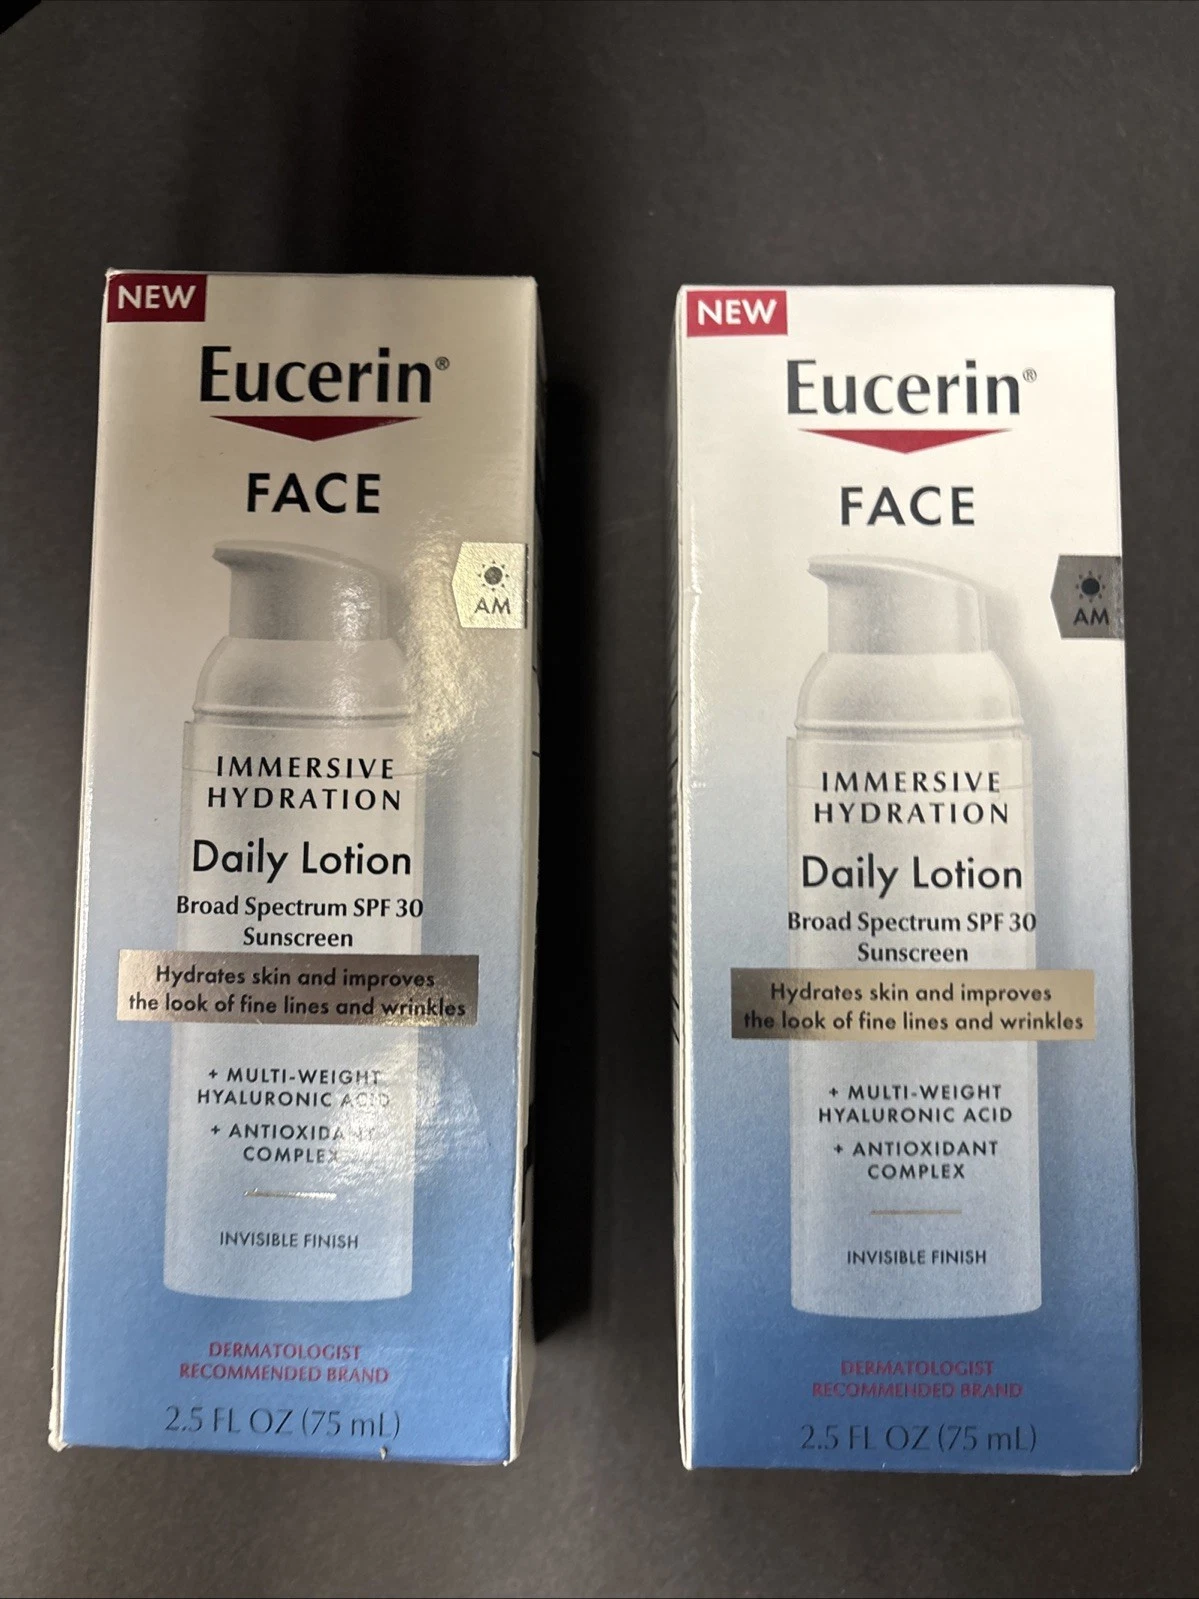 NEW
Eucerin®
FACE
AM
IMMERSIVE
HYDRATION
Daily Lotion
Broad Spectrum SPF 30
Sunscreen
Hydrates skin and improves
the look of fine lines and wrinkles
+ MULTI-WEIGHT
HYALURONIC ACID
+ ANTIOXIDANT
COMPLEX
INVISIBLE FINISH
DERMATOLOGIST
RECOMMENDED BRAND
2.5 FL OZ (75 mL)
NEW
Eucerin®
FACE
AM
IMMERSIVE
HYDRATION
Daily Lotion
Broad Spectrum SPF 30
Sunscreen
Hydrates skin and improves
the look of fine lines and wrinkles
+ MULTI-WEIGHT
HYALURONIC ACID
+ ANTIOXIDANT
COMPLEX
INVISIBLE FINISH
DERMATOLOGIST
RECOMMENDED BRAND
2.5 FL OZ (75 mL)